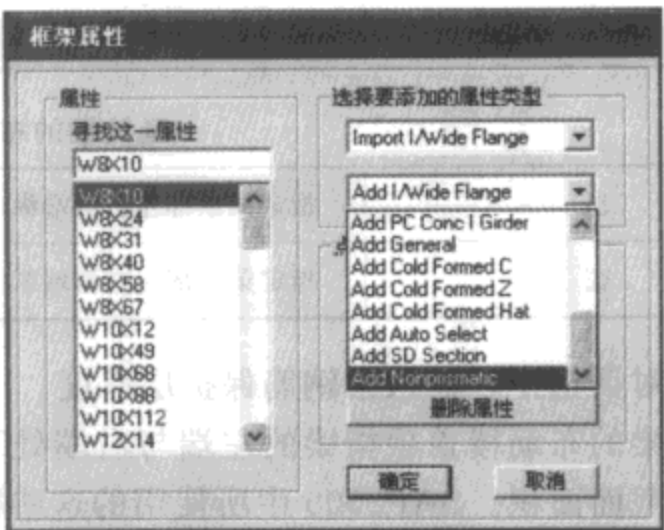 框架属性
属性
寻找这一属性
W8X10
W8X10
W8X24
W8X31
W8X40
W8X58
W8X67
W10X12
W10X49
W10X68
W10X88
W10X112
W12X14
选择要添加的属性类型
Import I/Wide Flange
Add I/Wide Flange
Add PC Conc I Girder
Add General
Add Cold Formed C
Add Cold Formed Z
Add Cold Formed Hat
Add Auto Select
Add SD Section
Add Nonprismatic
删除属性
确定
取消